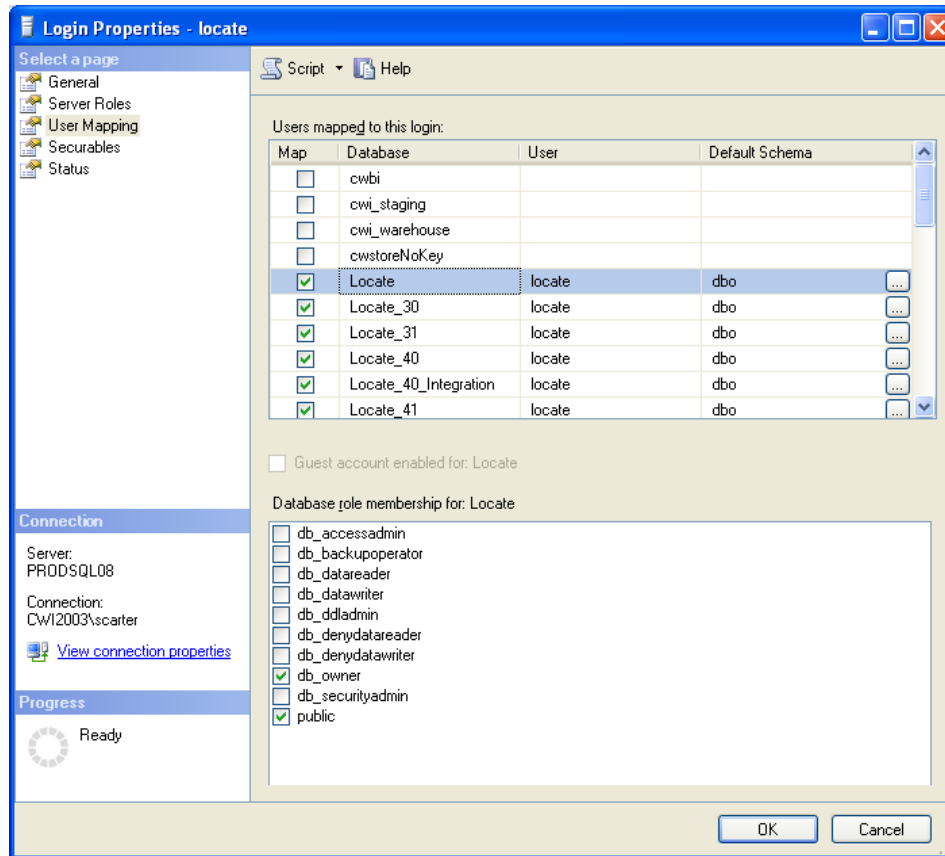 Login Properties - locate
Select a page
General
Server Roles
User Mapping
Securables
Status
Script Help
Users mapped to this login:
Map Database User Default Schema
cwbi
cwi_staging
cwi_warehouse
cwstoreNoKey
Locate locate dbo ...
Locate_30 locate dbo ...
Locate_31 locate dbo ...
Locate_40 locate dbo ...
Locate_40_Integration locate dbo ...
Locate_41 locate dbo ...
Guest account enabled for: Locate
Database role membership for: Locate
db_accessadmin
db_backupoperator
db_datareader
db_datawriter
db_ddladmin
db_denydatareader
db_denydatawriter
db_owner
db_securityadmin
public
Connection
Server:
PRODSQL08
Connection:
CWI2003\scarter
View connection properties
Progress
Ready
OK Cancel